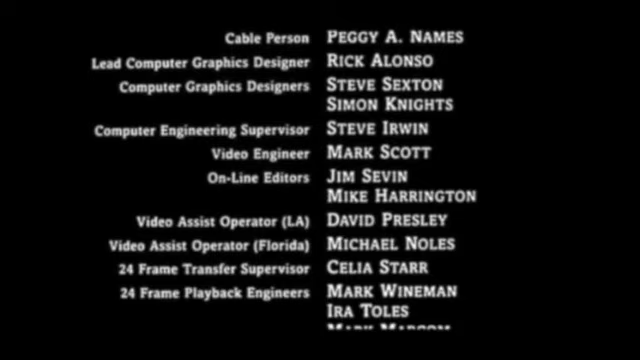 Cable Person PEGGY A. NAMES
Lead Computer Graphics Designer RICK ALONSO
Computer Graphics Designers STEVE SEXTON
SIMON KNIGHTS
Computer Engineering Supervisor STEVE IRWIN
Video Engineer MARK SCOTT
On-Line Editors JIM SEVIN
MIKE HARRINGTON
Video Assist Operator (LA) DAVID PRESLEY
Video Assist Operator (Florida) MICHAEL NOLES
24 Frame Transfer Supervisor CELIA STARR
24 Frame Playback Engineers MARK WINEMAN
IRA TOLES